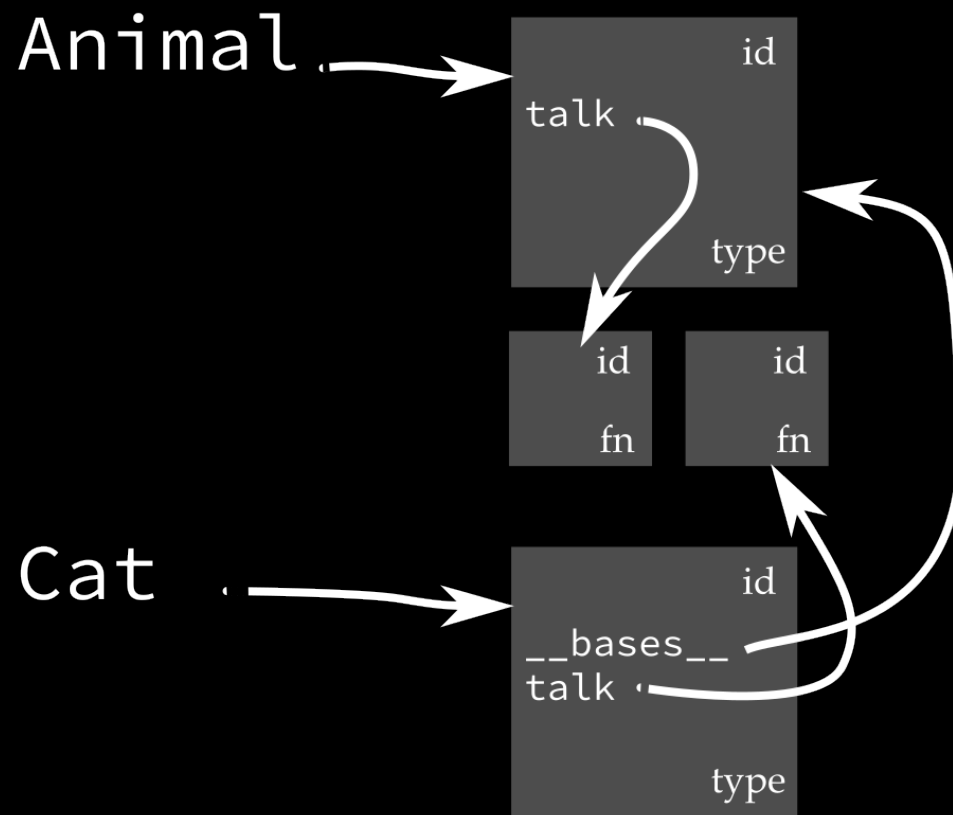 Animal
id
talk
type
id
id
fn
fn
Cat
id
__bases__
talk
type